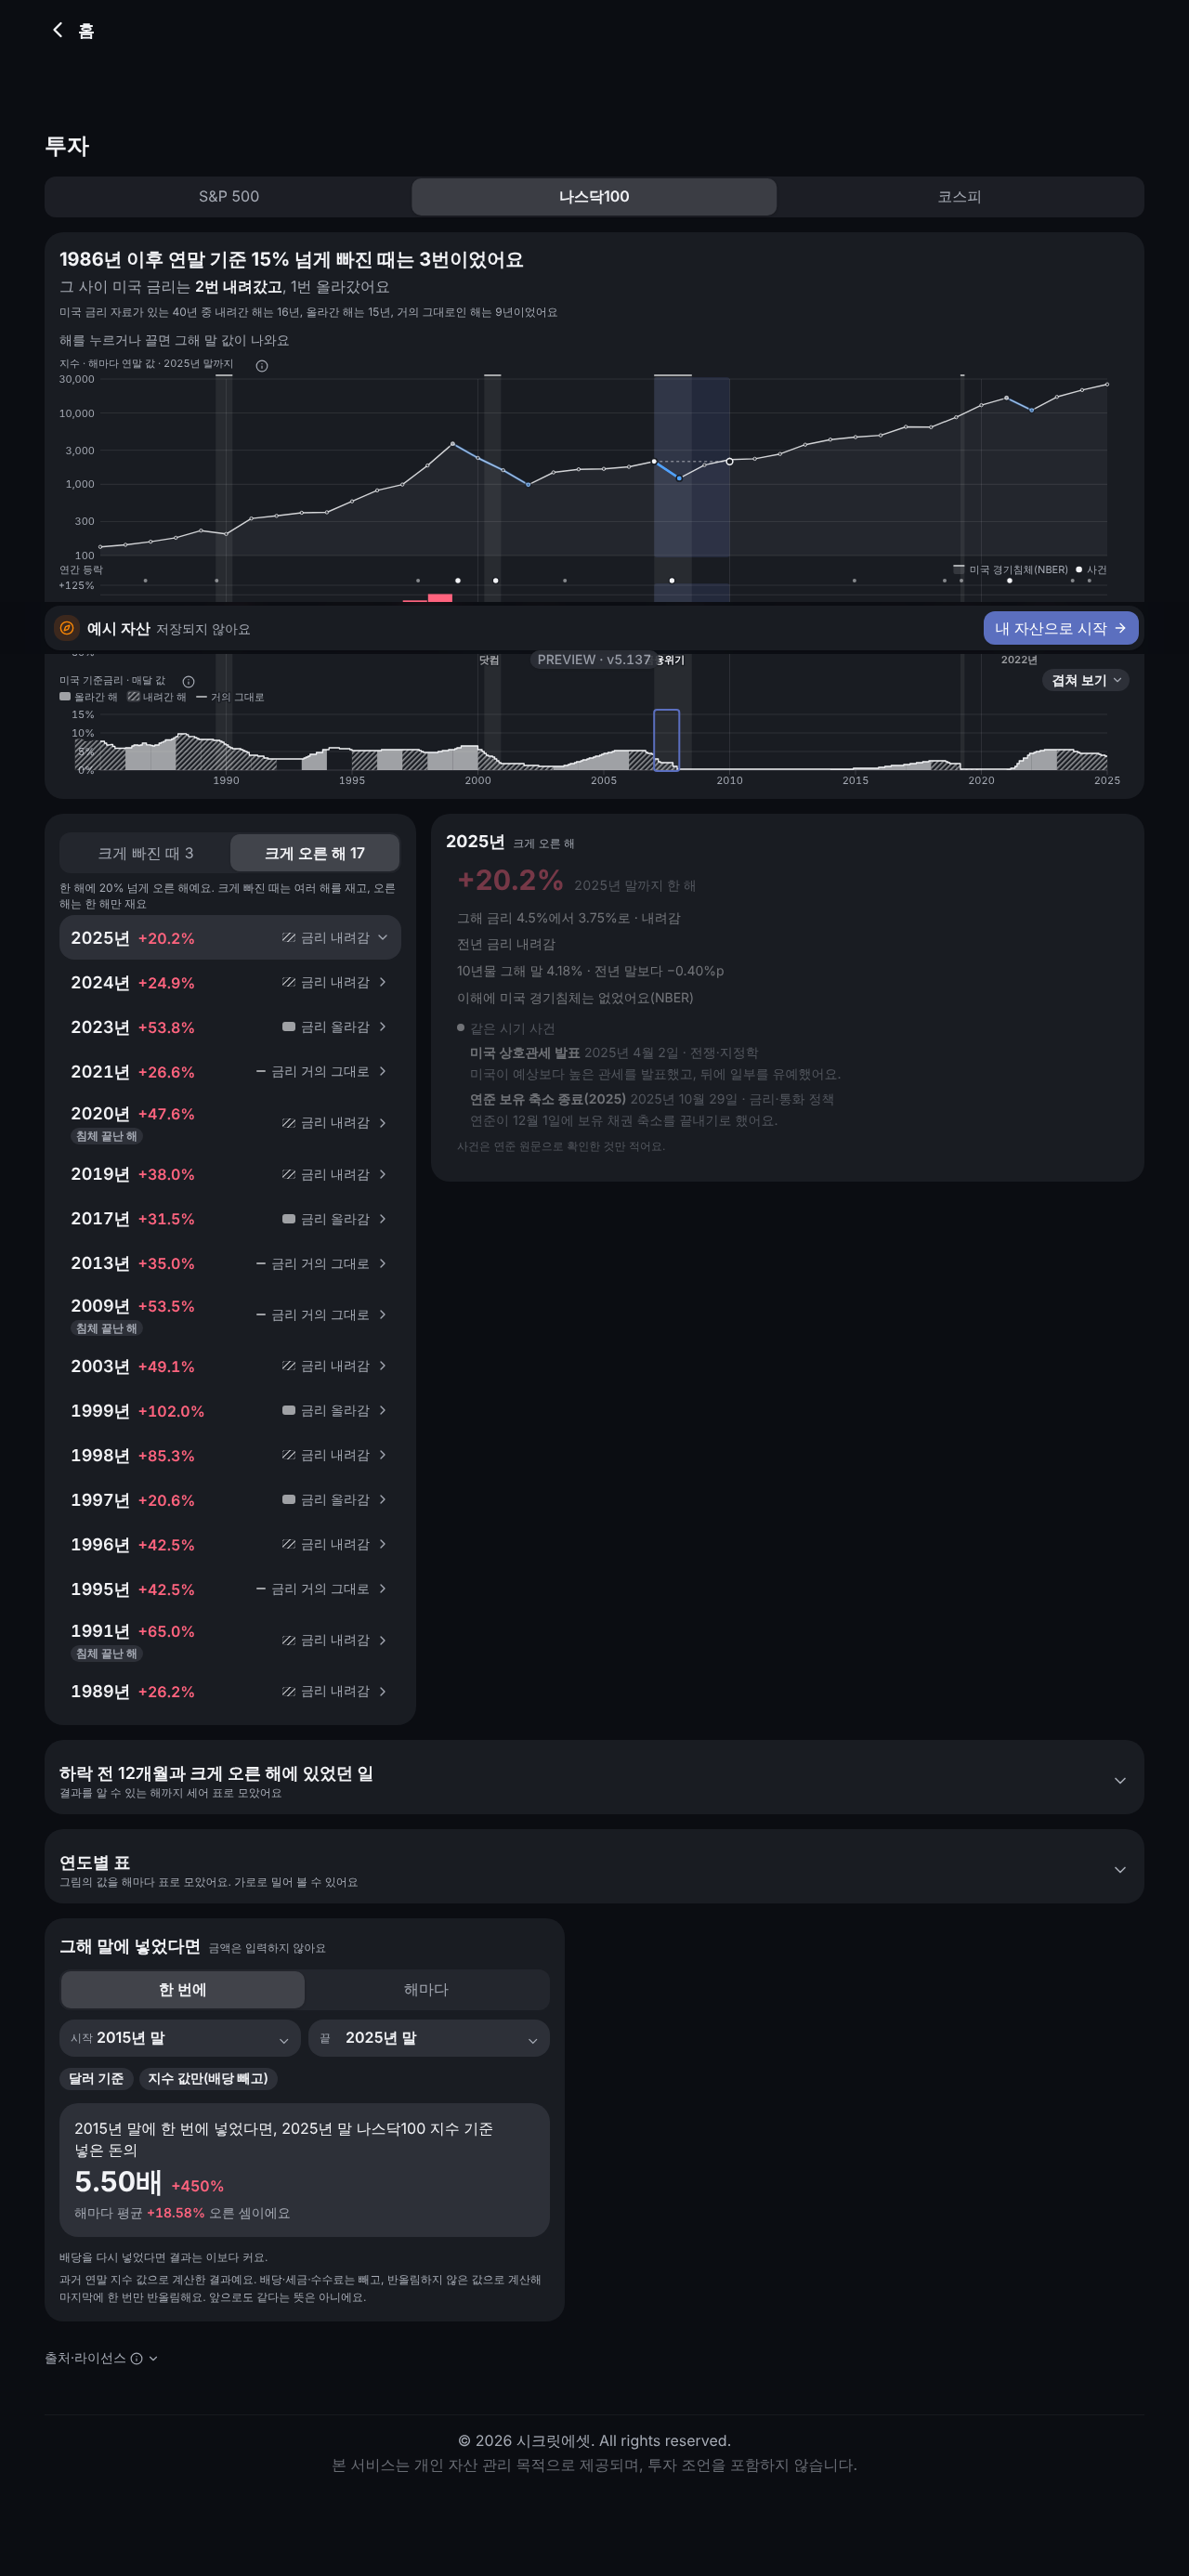 홈
투자
S&P 500
나스닥100
코스피
1986년 이후 연말 기준 15% 넘게 빠진 때는 3번이었어요
그 사이 미국 금리는 2번 내려갔고, 1번 올라갔어요
미국 금리 자료가 있는 40년 중 내려간 해는 16년, 올라간 해는 15년, 거의 그대로인 해는 9년이었어요
해를 누르거나 끌면 그해 말 값이 나와요
지수 · 해마다 연말 값 · 2025년 말까지
30,000
10,000
3,000
1,000
300
100
연간 등락
미국 경기침체(NBER)
사건
+125%
예시 자산 저장되지 않아요
내 자산으로 시작
닷컴
PREVIEW · v5.137
위기
2022년
미국 기준금리 · 매달 값
겹쳐 보기
올라간 해
내려간 해
거의 그대로
15%
10%
5%
0%
1990 1995 2000 2005 2010 2015 2020 2025
크게 빠진 때 3
크게 오른 해 17
한 해에 20% 넘게 오른 해예요. 크게 빠진 때는 여러 해를 재고, 오른
해는 한 해만 재요
2025년 +20.2% 금리 내려감
2024년 +24.9% 금리 내려감
2023년 +53.8% 금리 올라감
2021년 +26.6% 금리 거의 그대로
2020년 +47.6% 금리 내려감
침체 끝난 해
2019년 +38.0% 금리 내려감
2017년 +31.5% 금리 올라감
2013년 +35.0% 금리 거의 그대로
2009년 +53.5% 금리 거의 그대로
침체 끝난 해
2003년 +49.1% 금리 내려감
1999년 +102.0% 금리 올라감
1998년 +85.3% 금리 내려감
1997년 +20.6% 금리 올라감
1996년 +42.5% 금리 내려감
1995년 +42.5% 금리 거의 그대로
1991년 +65.0% 금리 내려감
침체 끝난 해
1989년 +26.2% 금리 내려감
2025년 크게 오른 해
+20.2% 2025년 말까지 한 해
그해 금리 4.5%에서 3.75%로 · 내려감
전년 금리 내려감
10년물 그해 말 4.18% · 전년 말보다 −0.40%p
이해에 미국 경기침체는 없었어요(NBER)
같은 시기 사건
미국 상호관세 발표 2025년 4월 2일 · 전쟁·지정학
미국이 예상보다 높은 관세를 발표했고, 뒤에 일부를 유예했어요.
연준 보유 축소 종료(2025) 2025년 10월 29일 · 금리·통화 정책
연준이 12월 1일에 보유 채권 축소를 끝내기로 했어요.
사건은 연준 원문으로 확인한 것만 적어요.
하락 전 12개월과 크게 오른 해에 있었던 일
결과를 알 수 있는 해까지 세어 표로 모았어요
연도별 표
그림의 값을 해마다 표로 모았어요. 가로로 밀어 볼 수 있어요
그해 말에 넣었다면 금액은 입력하지 않아요
한 번에
해마다
시작 2015년 말
끝 2025년 말
달러 기준
지수 값만(배당 빼고)
2015년 말에 한 번에 넣었다면, 2025년 말 나스닥100 지수 기준
넣은 돈의
5.50배 +450%
해마다 평균 +18.58% 오른 셈이에요
배당을 다시 넣었다면 결과는 이보다 커요.
과거 연말 지수 값으로 계산한 결과예요. 배당·세금·수수료는 빼고, 반올림하지 않은 값으로 계산해
마지막에 한 번만 반올림해요. 앞으로도 같다는 뜻은 아니에요.
출처·라이선스
© 2026 시크릿에셋. All rights reserved.
본 서비스는 개인 자산 관리 목적으로 제공되며, 투자 조언을 포함하지 않습니다.